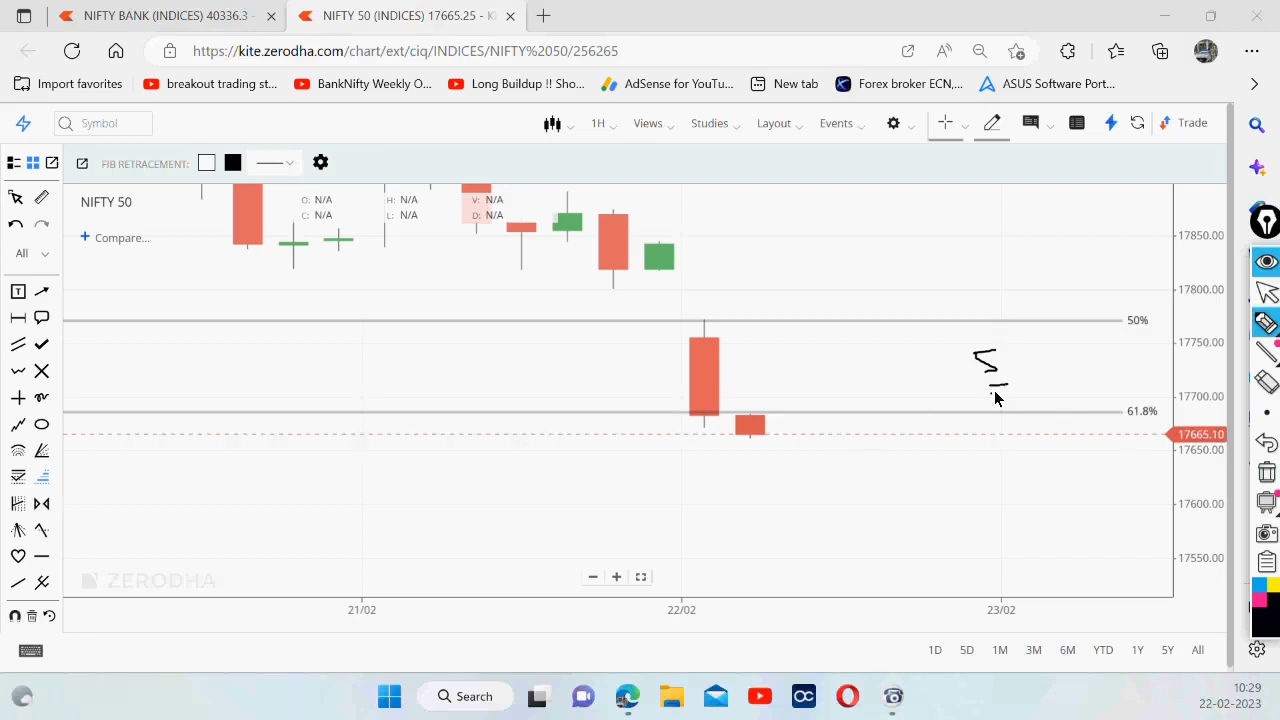 NIFTY BANK (INDICES) 40336.3 -
NIFTY 50 (INDICES) 17665.25 - K
https://kite.zerodha.com/chart/ext/ciq/INDICES/NIFTY%2050/256265
Import favorites
breakout trading st...
BankNifty Weekly O...
Long Buildup !! Sho...
AdSense for YouTu...
New tab
Forex broker ECN,...
ASUS Software Port...
Symbol
1H
Views
Studies
Layout
Events
Trade
FIB RETRACEMENT:
NIFTY 50
Compare...
O: N/A
H: N/A
V: N/A
C: N/A
L: N/A
D: N/A
All
17850.00
17800.00
50%
17750.00
17700.00
61.8%
17665.10
17650.00
17600.00
17550.00
ZERODHA
21/02
22/02
23/02
1D
5D
1M
3M
6M
YTD
1Y
5Y
All
Search
10:29
22-02-2023